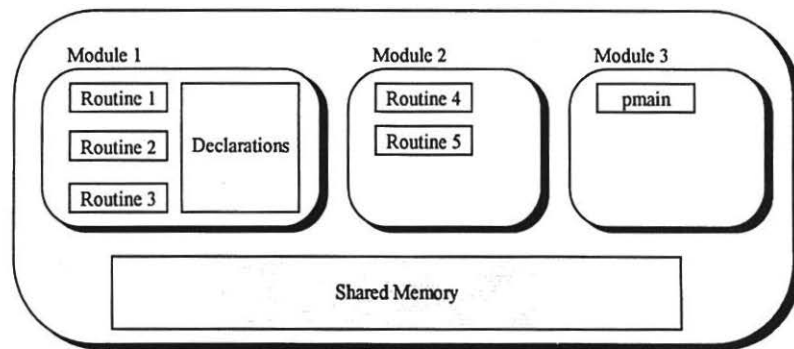 Module 1
Module 2
Module 3
Routine 1
Routine 2
Routine 3
Declarations
Routine 4
Routine 5
pmain
Shared Memory